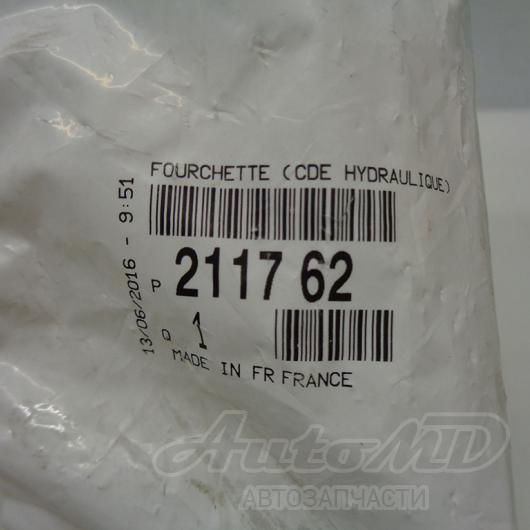 FOURCHETTE (CDE HYDRAULIQUE)
13/06/2016 - 9:51
P 2117 62
Q 1
MADE IN FR FRANCE
AutoMD
АВТОЗАПЧАСТИ